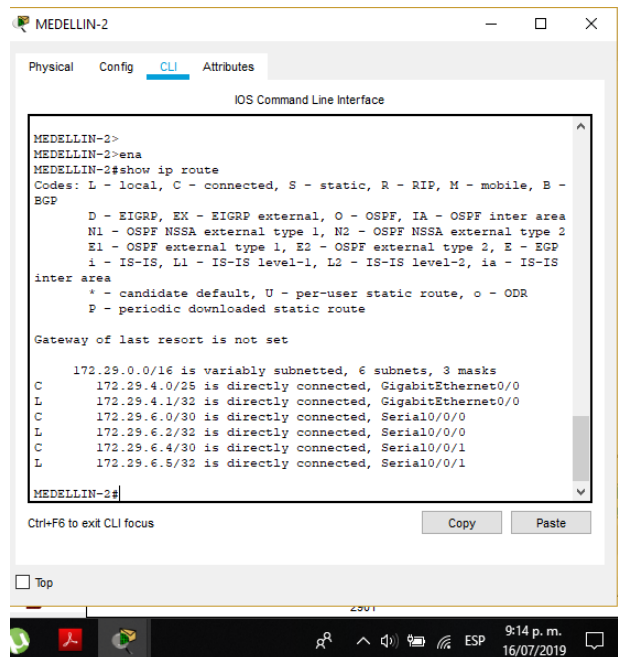 MEDELLIN-2
Physical Config CLI Attributes
IOS Command Line Interface
MEDELLIN-2>
MEDELLIN-2>ena
MEDELLIN-2#show ip route
Codes: L - local, C - connected, S - static, R - RIP, M - mobile, B -
BGP
D - EIGRP, EX - EIGRP external, O - OSPF, IA - OSPF inter area
N1 - OSPF NSSA external type 1, N2 - OSPF NSSA external type 2
E1 - OSPF external type 1, E2 - OSPF external type 2, E - EGP
i - IS-IS, L1 - IS-IS level-1, L2 - IS-IS level-2, ia - IS-IS
inter area
* - candidate default, U - per-user static route, o - ODR
P - periodic downloaded static route
Gateway of last resort is not set
172.29.0.0/16 is variably subnetted, 6 subnets, 3 masks
C 172.29.4.0/25 is directly connected, GigabitEthernet0/0
L 172.29.4.1/32 is directly connected, GigabitEthernet0/0
C 172.29.6.0/30 is directly connected, Serial0/0/0
L 172.29.6.2/32 is directly connected, Serial0/0/0
C 172.29.6.4/30 is directly connected, Serial0/0/1
L 172.29.6.5/32 is directly connected, Serial0/0/1
MEDELLIN-2#
Ctrl+F6 to exit CLI focus
Copy Paste
Top
ESP
9:14 p. m.
16/07/2019